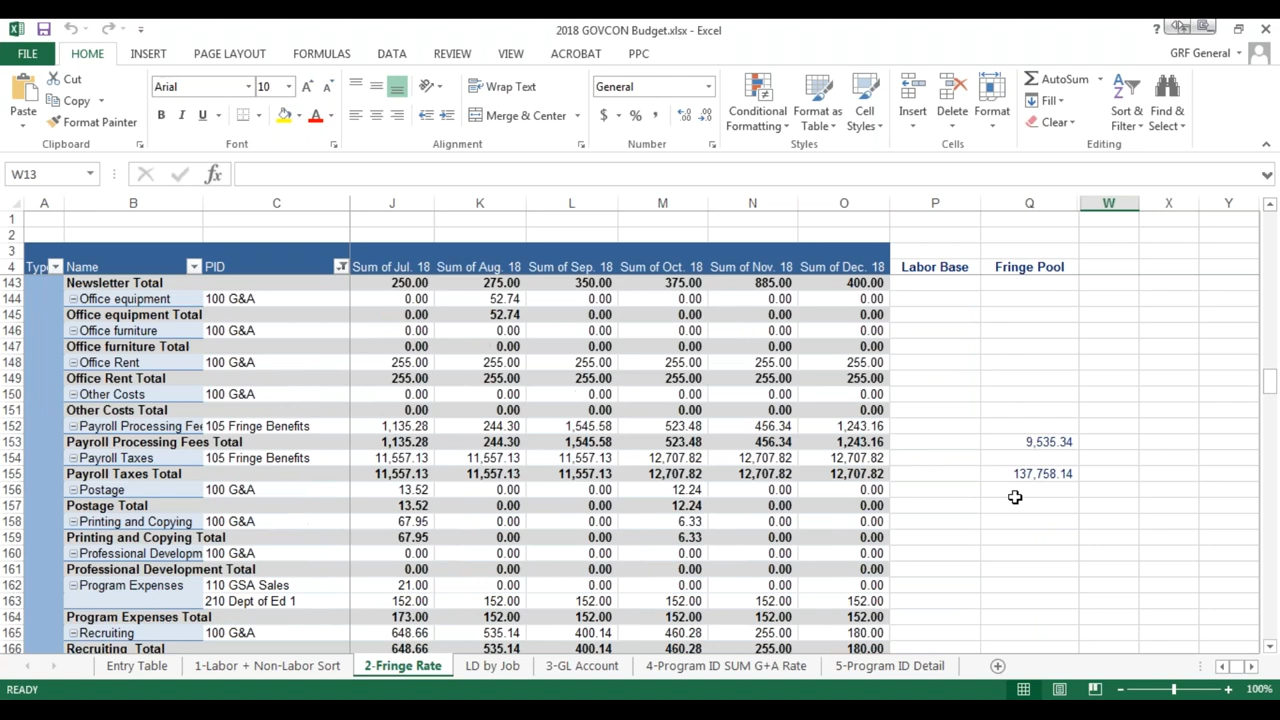 2018 GOVCON Budget.xlsx - Excel
FILE HOME INSERT PAGE LAYOUT FORMULAS DATA REVIEW VIEW ACROBAT PPC GRF General
Paste Cut Copy Format Painter Clipboard
Arial 10 B I U A Font
Wrap Text Merge & Center Alignment
General $ % , Number
Conditional Formatting Format as Table Cell Styles Styles
Insert Delete Format Cells
AutoSum Fill Clear Sort & Filter Find & Select Editing
W13 fx
A B C J K L M N O P Q W X Y
1
2
3
4 Type Name PID Sum of Jul. 18 Sum of Aug. 18 Sum of Sep. 18 Sum of Oct. 18 Sum of Nov. 18 Sum of Dec. 18 Labor Base Fringe Pool
143 Newsletter Total 250.00 275.00 350.00 375.00 885.00 400.00
144 Office equipment 100 G&A 0.00 52.74 0.00 0.00 0.00 0.00
145 Office equipment Total 0.00 52.74 0.00 0.00 0.00 0.00
146 Office furniture 100 G&A 0.00 0.00 0.00 0.00 0.00 0.00
147 Office furniture Total 0.00 0.00 0.00 0.00 0.00 0.00
148 Office Rent 100 G&A 255.00 255.00 255.00 255.00 255.00 255.00
149 Office Rent Total 255.00 255.00 255.00 255.00 255.00 255.00
150 Other Costs 100 G&A 0.00 0.00 0.00 0.00 0.00 0.00
151 Other Costs Total 0.00 0.00 0.00 0.00 0.00 0.00
152 Payroll Processing Fee 105 Fringe Benefits 1,135.28 244.30 1,545.58 523.48 456.34 1,243.16
153 Payroll Processing Fees Total 1,135.28 244.30 1,545.58 523.48 456.34 1,243.16 9,535.34
154 Payroll Taxes 105 Fringe Benefits 11,557.13 11,557.13 11,557.13 12,707.82 12,707.82 12,707.82
155 Payroll Taxes Total 11,557.13 11,557.13 11,557.13 12,707.82 12,707.82 12,707.82 137,758.14
156 Postage 100 G&A 13.52 0.00 0.00 12.24 0.00 0.00
157 Postage Total 13.52 0.00 0.00 12.24 0.00 0.00
158 Printing and Copying 100 G&A 67.95 0.00 0.00 6.33 0.00 0.00
159 Printing and Copying Total 67.95 0.00 0.00 6.33 0.00 0.00
160 Professional Developm 100 G&A 0.00 0.00 0.00 0.00 0.00 0.00
161 Professional Development Total 0.00 0.00 0.00 0.00 0.00 0.00
162 Program Expenses 110 GSA Sales 21.00 0.00 0.00 0.00 0.00 0.00
163 210 Dept of Ed 1 152.00 152.00 152.00 152.00 152.00 152.00
164 Program Expenses Total 173.00 152.00 152.00 152.00 152.00 152.00
165 Recruiting 100 G&A 648.66 535.14 400.14 460.28 255.00 180.00
166 Recruiting Total 648.66 535.14 400.14 460.28 255.00 180.00
Entry Table 1-Labor + Non-Labor Sort 2-Fringe Rate LD by Job 3-GL Account 4-Program ID SUM G+A Rate 5-Program ID Detail
READY 100%